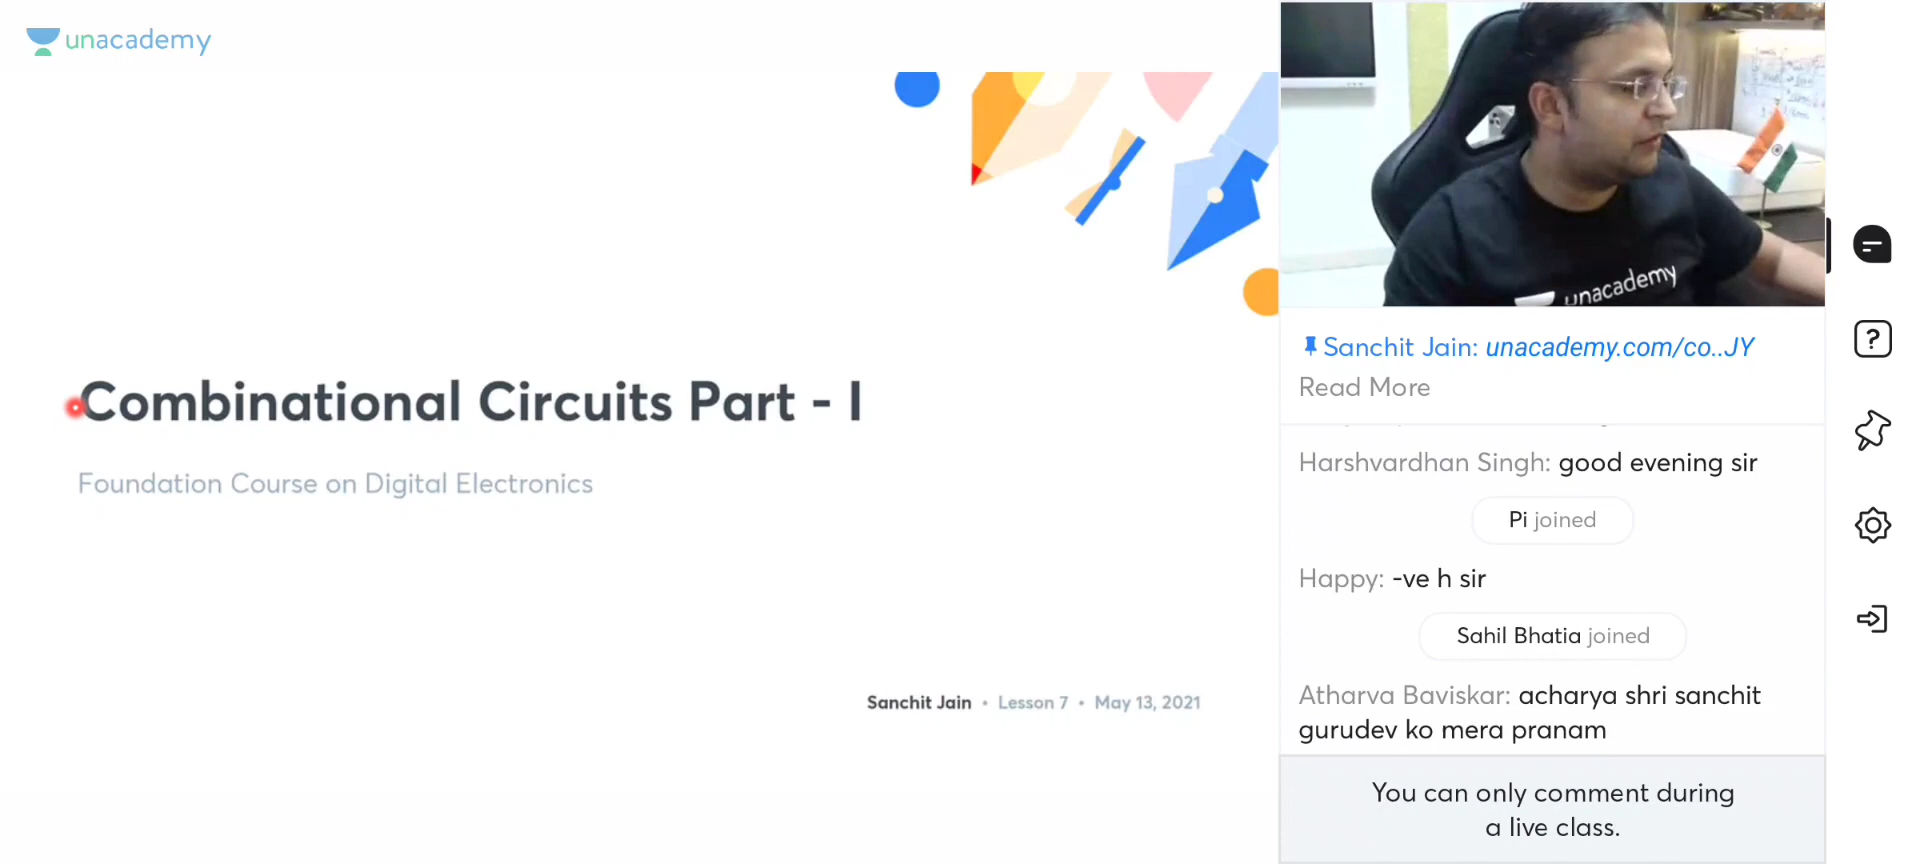 unacademy
Combinational Circuits Part - I
Foundation Course on Digital Electronics
Sanchit Jain • Lesson 7 • May 13, 2021
unacademy
Sanchit Jain: unacademy.com/co..JY
Read More
Harshvardhan Singh: good evening sir
Pi joined
Happy: -ve h sir
Sahil Bhatia joined
Atharva Baviskar: acharya shri sanchit
gurudev ko mera pranam
You can only comment during
a live class.
?